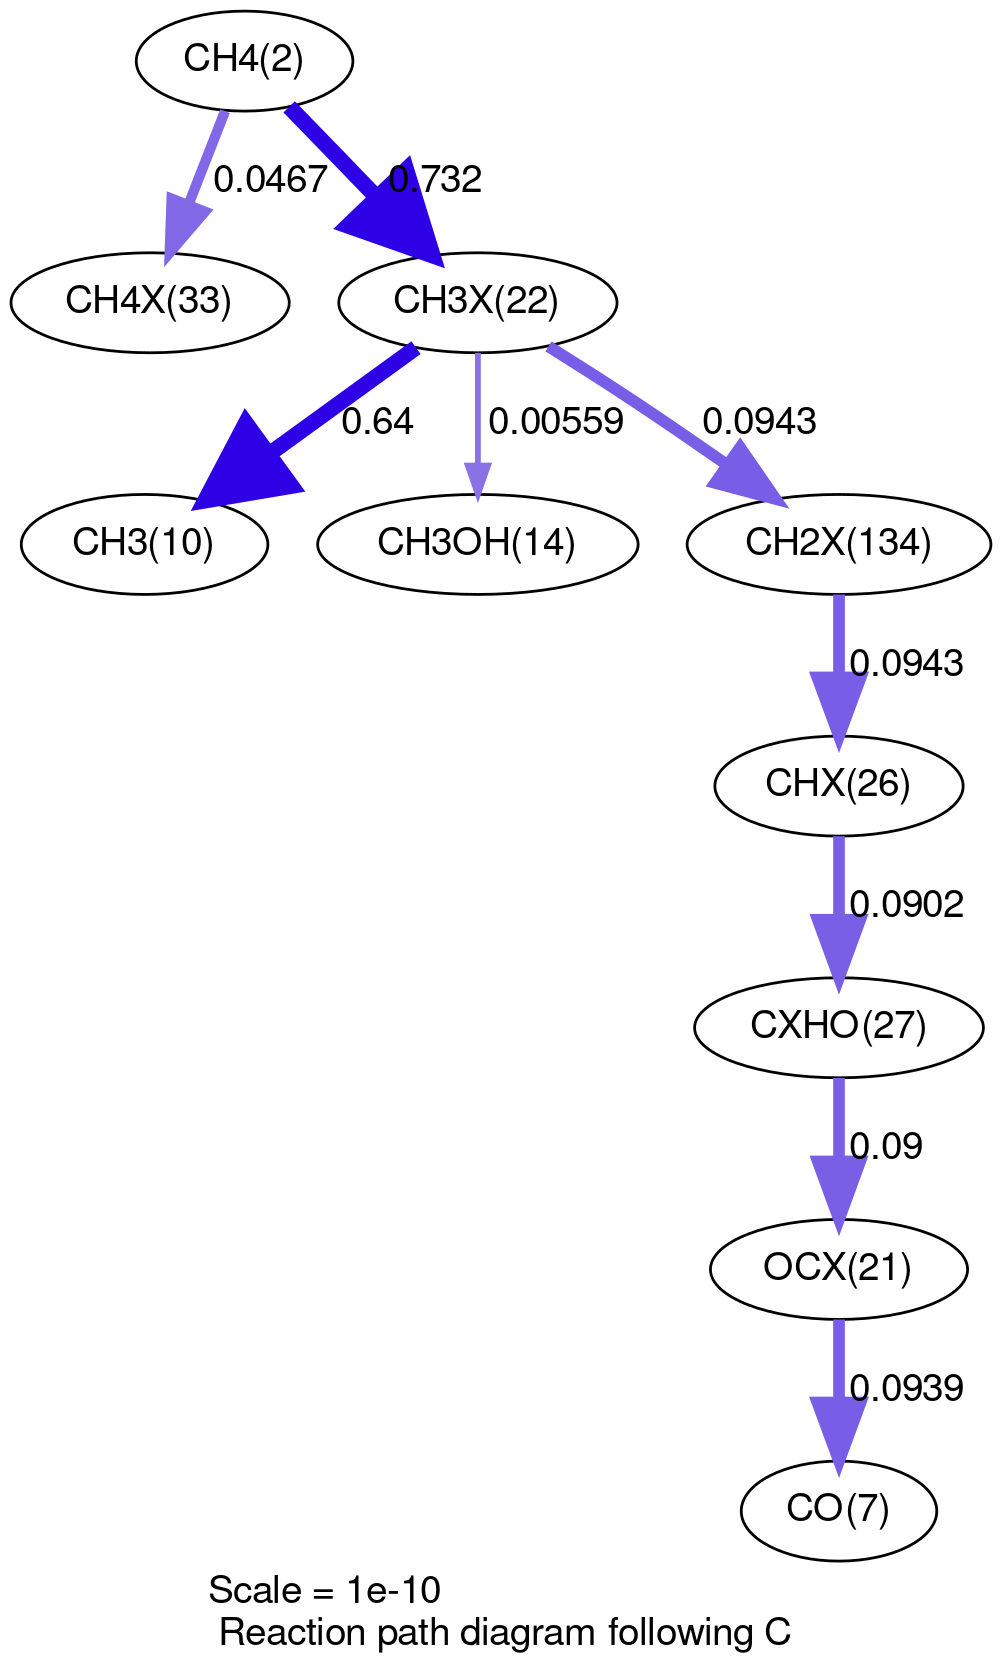 CH4(2)
0.0467
0.732
CH4X(33)
CH3X(22)
0.64
0.00559
0.0943
CH3(10)
CH3OH(14)
CH2X(134)
0.0943
CHX(26)
0.0902
CXHO(27)
0.09
OCX(21)
0.0939
CO(7)
Scale = 1e-10
Reaction path diagram following C